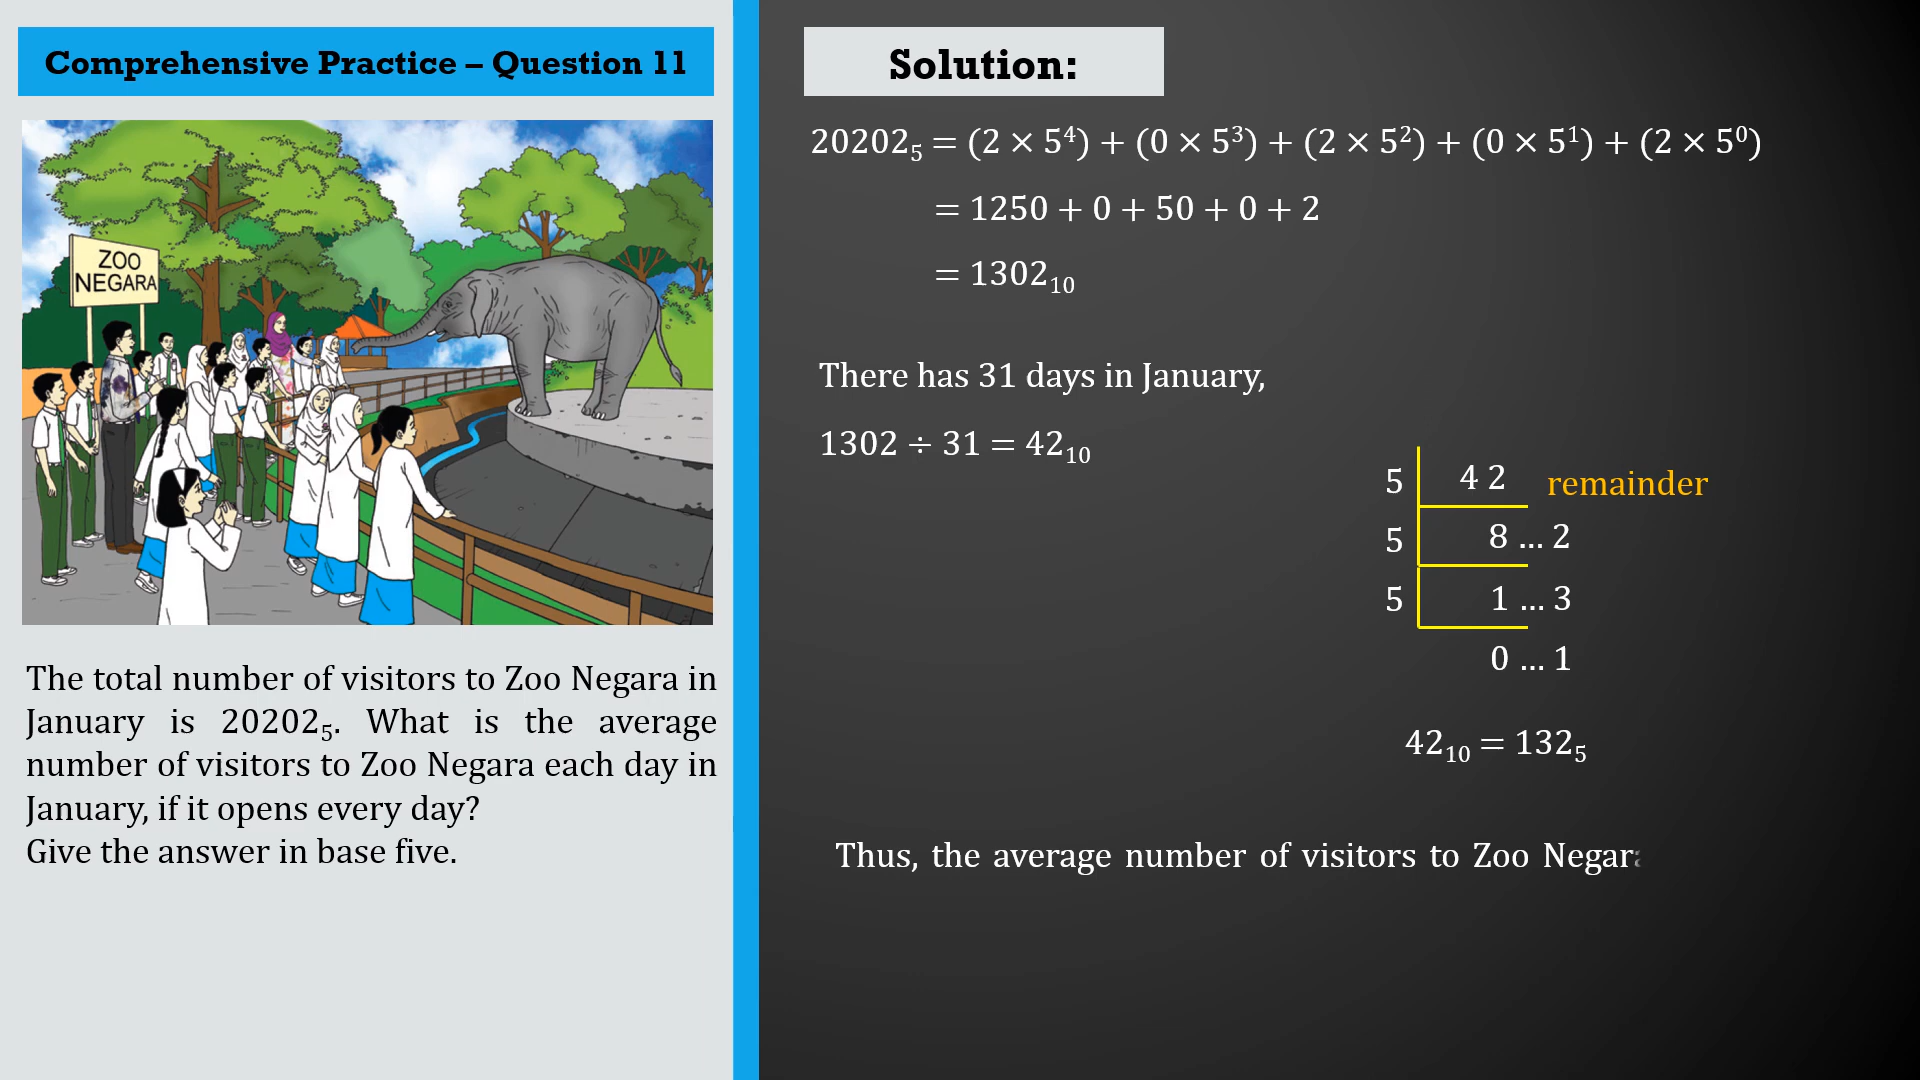 Comprehensive Practice – Question 11
ZOO
NEGARA
The total number of visitors to Zoo Negara in
January is 20202₅. What is the average
number of visitors to Zoo Negara each day in
January, if it opens every day?
Give the answer in base five.
Solution:
20202₅ = (2 × 5⁴) + (0 × 5³) + (2 × 5²) + (0 × 5¹) + (2 × 5⁰)
= 1250 + 0 + 50 + 0 + 2
= 1302₁₀
There has 31 days in January,
1302 ÷ 31 = 42₁₀
5 4 2 remainder
5 8 ... 2
5 1 ... 3
0 ... 1
42₁₀ = 132₅
Thus, the average number of visitors to Zoo Negara